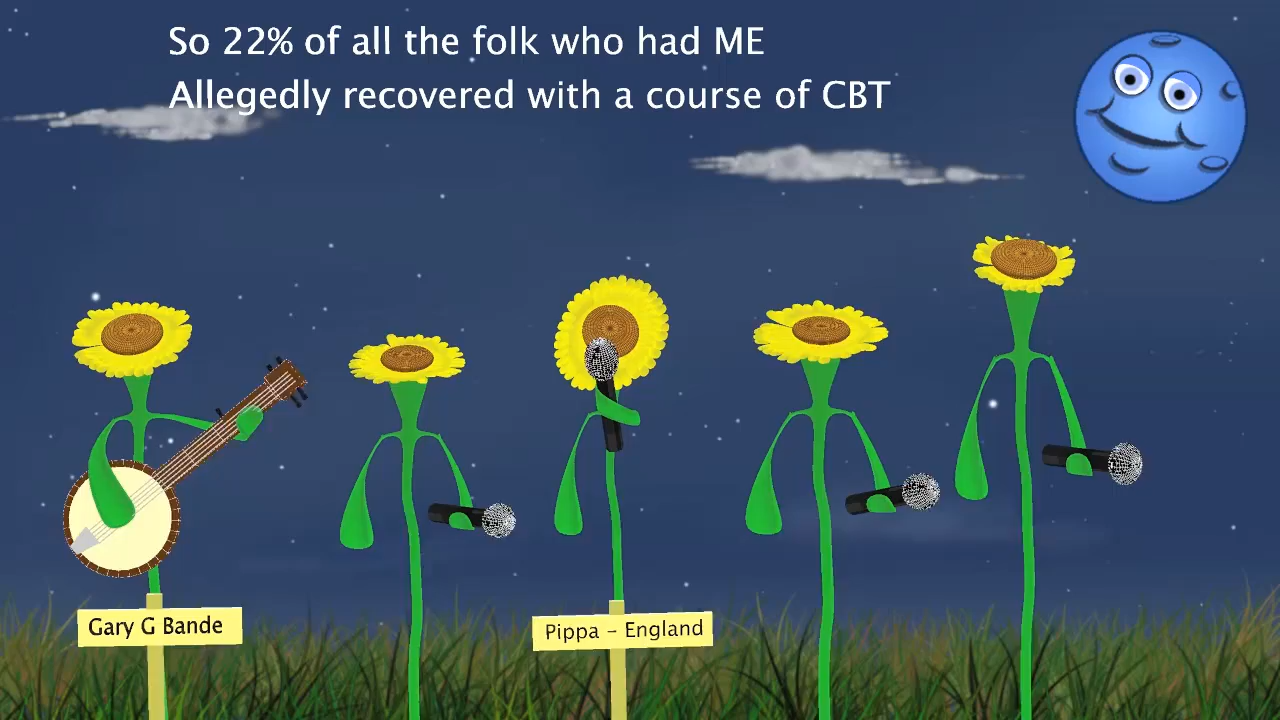 So 22% of all the folk who had ME
Allegedly recovered with a course of CBT
Gary G Bande
Pippa – England